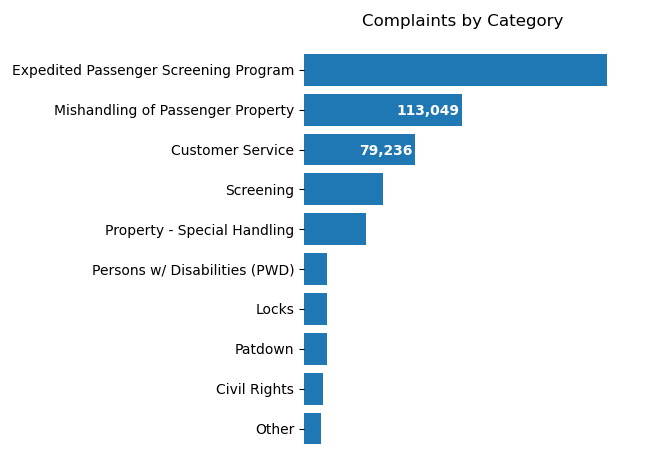 Complaints by Category
Expedited Passenger Screening Program
Mishandling of Passenger Property 113,049
Customer Service 79,236
Screening
Property - Special Handling
Persons w/ Disabilities (PWD)
Locks
Patdown
Civil Rights
Other